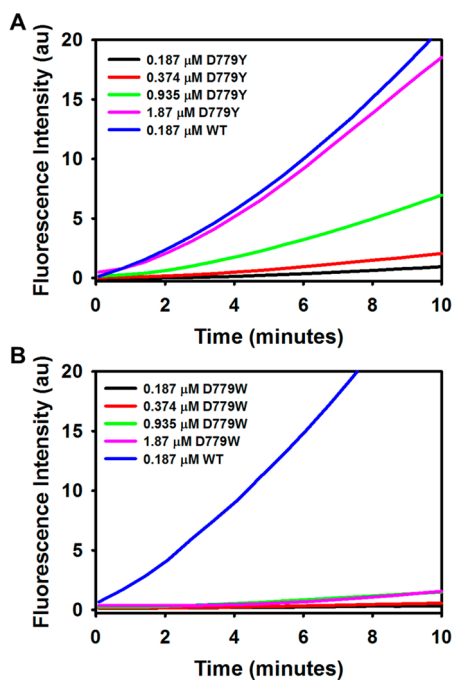 A
Fluorescence Intensity (au)
20
15
10
5
0
0.187 μM D779Y
0.374 μM D779Y
0.935 μM D779Y
1.87 μM D779Y
0.187 μM WT
0 2 4 6 8 10
Time (minutes)
B
Fluorescence Intensity (au)
20
15
10
5
0
0.187 μM D779W
0.374 μM D779W
0.935 μM D779W
1.87 μM D779W
0.187 μM WT
0 2 4 6 8 10
Time (minutes)